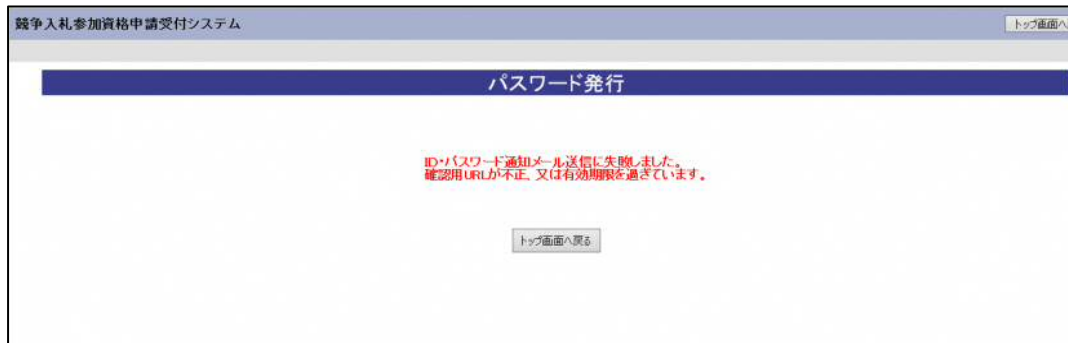 競争入札参加資格申請受付システム
トップ画面へ
パスワード発行
ID・パスワード通知メール送信に失敗しました。
確認用URLが不正、又は有効期限を過ぎています。
トップ画面へ戻る